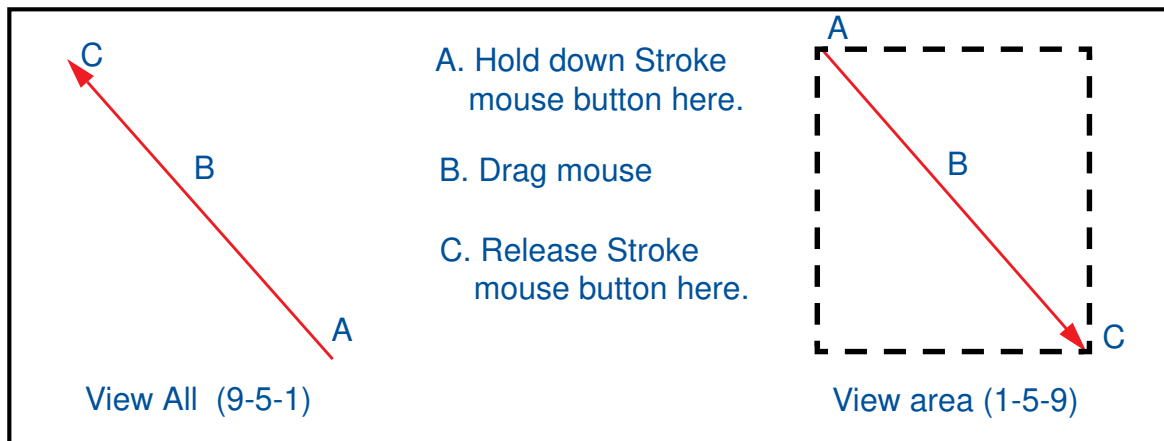 C
B
A
View All (9-5-1)
A. Hold down Stroke
mouse button here.
B. Drag mouse
C. Release Stroke
mouse button here.
A
B
C
View area (1-5-9)